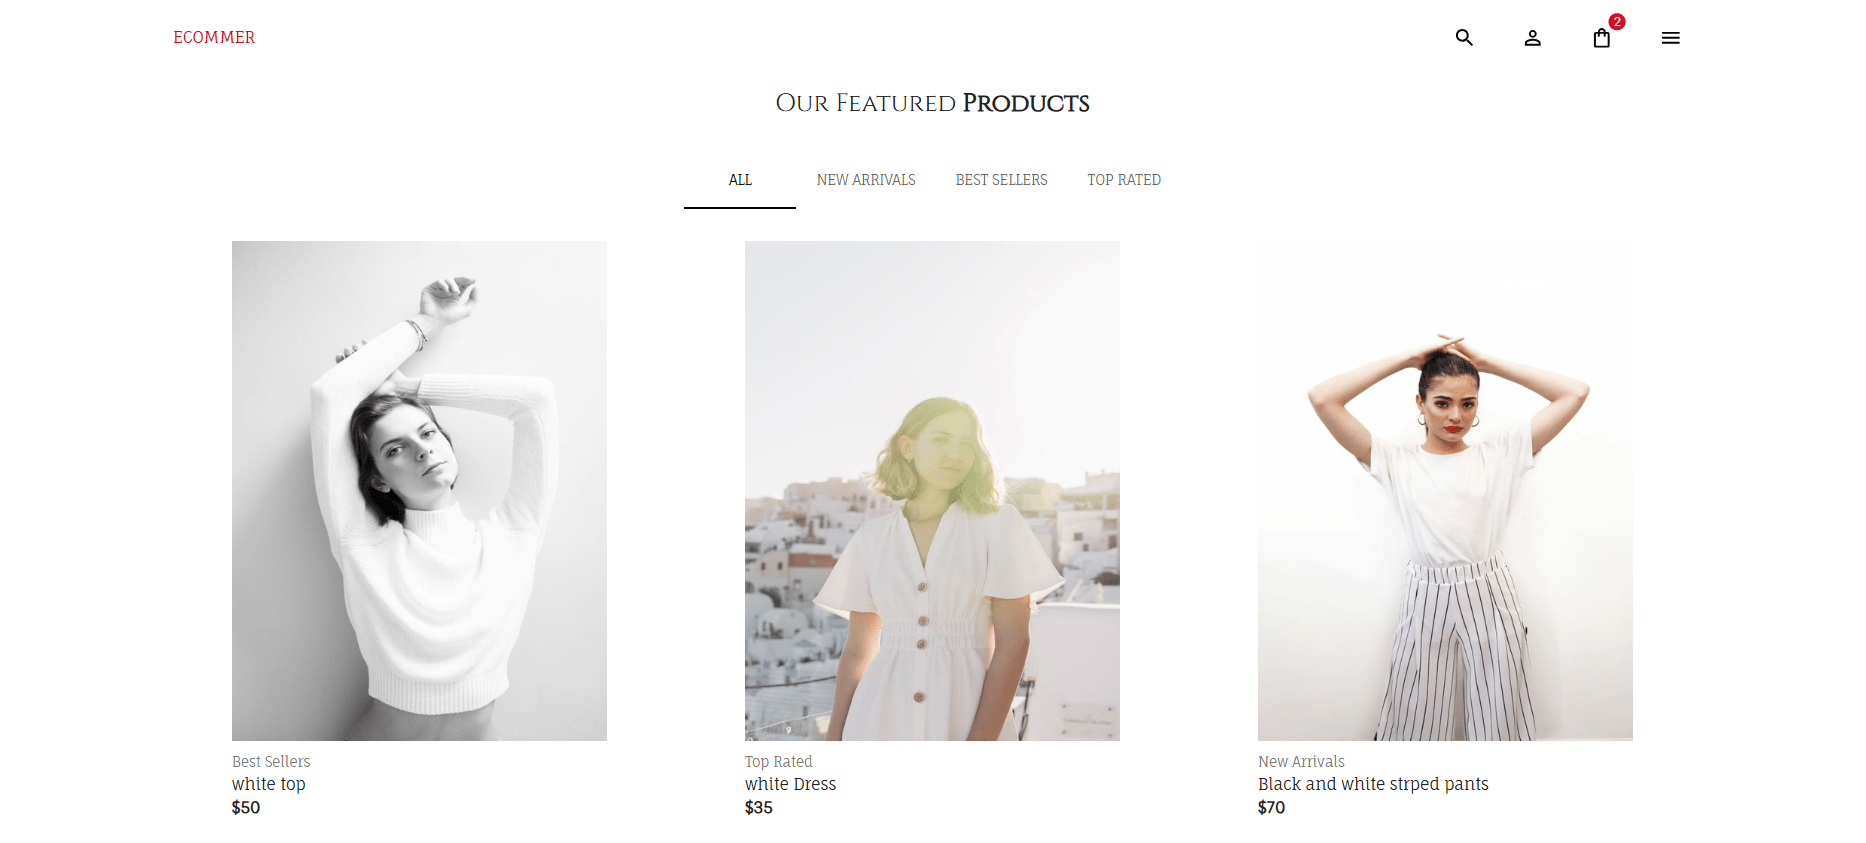 ECOMMER
2
Our Featured Products
ALL
NEW ARRIVALS
BEST SELLERS
TOP RATED
Best Sellers
white top
$50
Top Rated
white Dress
$35
New Arrivals
Black and white strped pants
$70